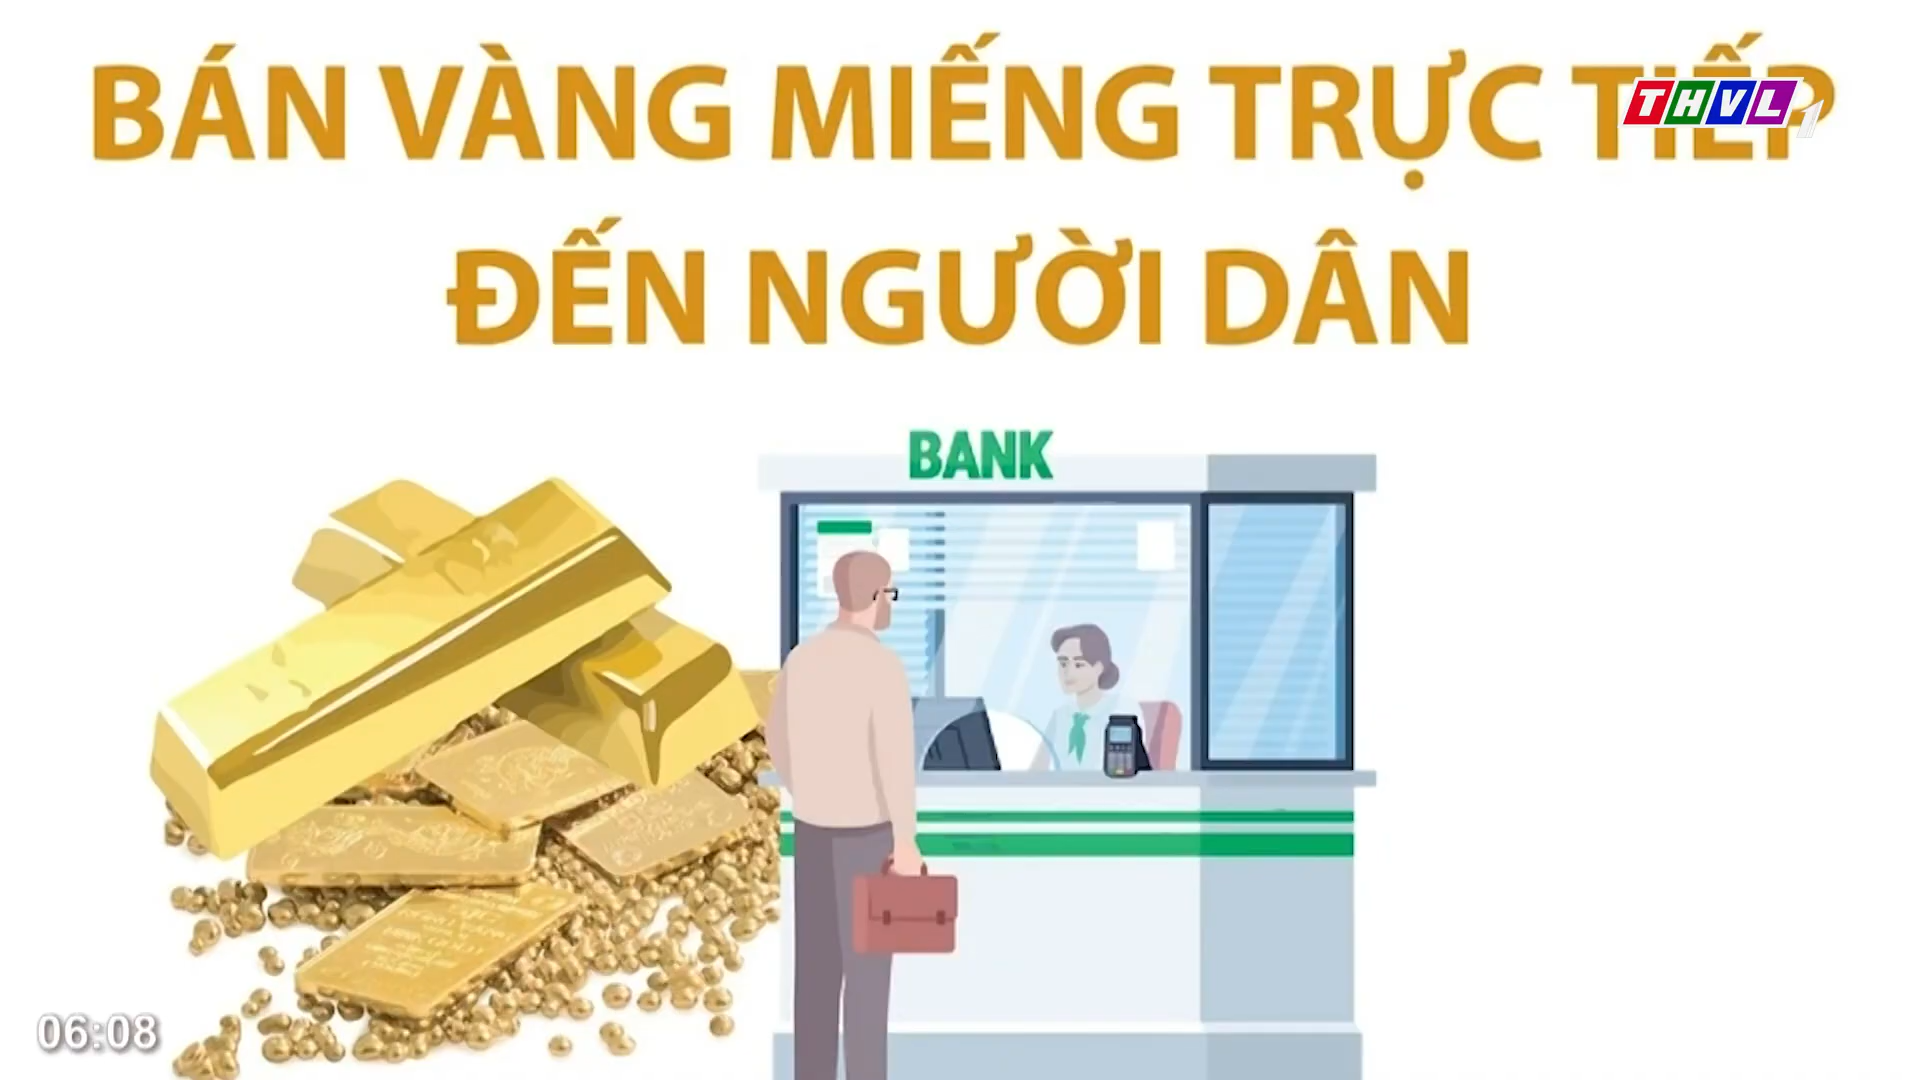 BÁN VÀNG MIẾNG TRỰC TIẾP
THVL1
ĐẾN NGƯỜI DÂN
BANK
06:08